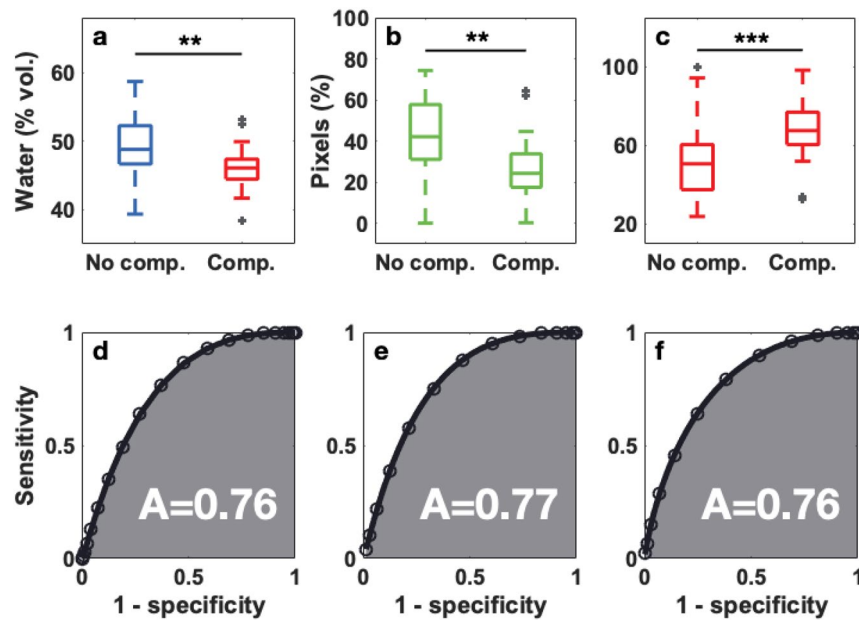 a
**
Water (% vol.)
60
50
40
No comp.
Comp.
b
**
Pixels (%)
100
80
60
40
20
0
No comp.
Comp.
c
***
100
60
20
No comp.
Comp.
d
Sensitivity
1
0.5
0
A=0.76
0
0.5
1
1 - specificity
e
1
0.5
0
A=0.77
0
0.5
1
1 - specificity
f
1
0.5
0
A=0.76
0
0.5
1
1 - specificity